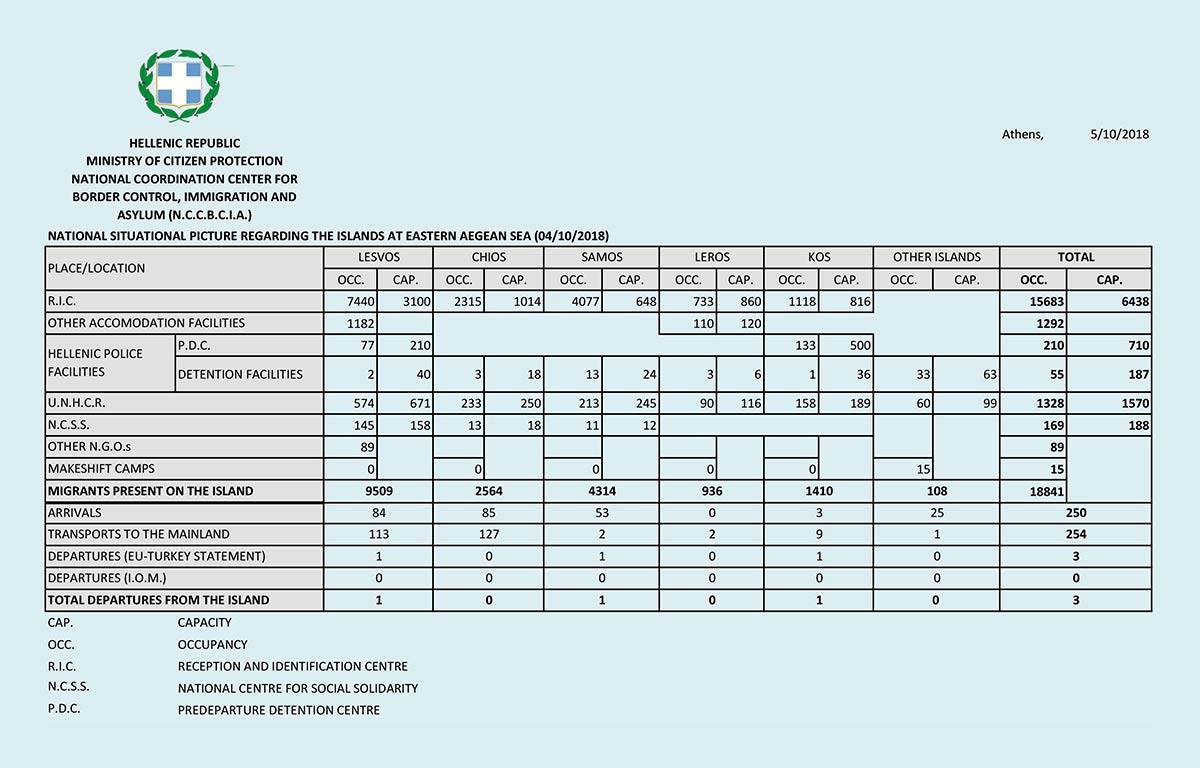 HELLENIC REPUBLIC
MINISTRY OF CITIZEN PROTECTION
NATIONAL COORDINATION CENTER FOR
BORDER CONTROL, IMMIGRATION AND
ASYLUM (N.C.C.B.C.I.A.)
Athens, 5/10/2018
NATIONAL SITUATIONAL PICTURE REGARDING THE ISLANDS AT EASTERN AEGEAN SEA (04/10/2018)
PLACE/LOCATION LESVOS CHIOS SAMOS LEROS KOS OTHER ISLANDS TOTAL
OCC. CAP. OCC. CAP. OCC. CAP. OCC. CAP. OCC. CAP. OCC. CAP. OCC. CAP.
R.I.C. 7440 3100 2315 1014 4077 648 733 860 1118 816 15683 6438
OTHER ACCOMODATION FACILITIES 1182 110 120 1292
HELLENIC POLICE FACILITIES P.D.C. 77 210 133 500 210 710
DETENTION FACILITIES 2 40 3 18 13 24 3 6 1 36 33 63 55 187
U.N.H.C.R. 574 671 233 250 213 245 90 116 158 189 60 99 1328 1570
N.C.S.S. 145 158 13 18 11 12 169 188
OTHER N.G.O.s 89 89
MAKESHIFT CAMPS 0 0 0 0 0 15 15
MIGRANTS PRESENT ON THE ISLAND 9509 2564 4314 936 1410 108 18841
ARRIVALS 84 85 53 0 3 25 250
TRANSPORTS TO THE MAINLAND 113 127 2 2 9 1 254
DEPARTURES (EU-TURKEY STATEMENT) 1 0 1 0 1 0 3
DEPARTURES (I.O.M.) 0 0 0 0 0 0 0
TOTAL DEPARTURES FROM THE ISLAND 1 0 1 0 1 0 3
CAP. CAPACITY
OCC. OCCUPANCY
R.I.C. RECEPTION AND IDENTIFICATION CENTRE
N.C.S.S. NATIONAL CENTRE FOR SOCIAL SOLIDARITY
P.D.C. PREDEPARTURE DETENTION CENTRE